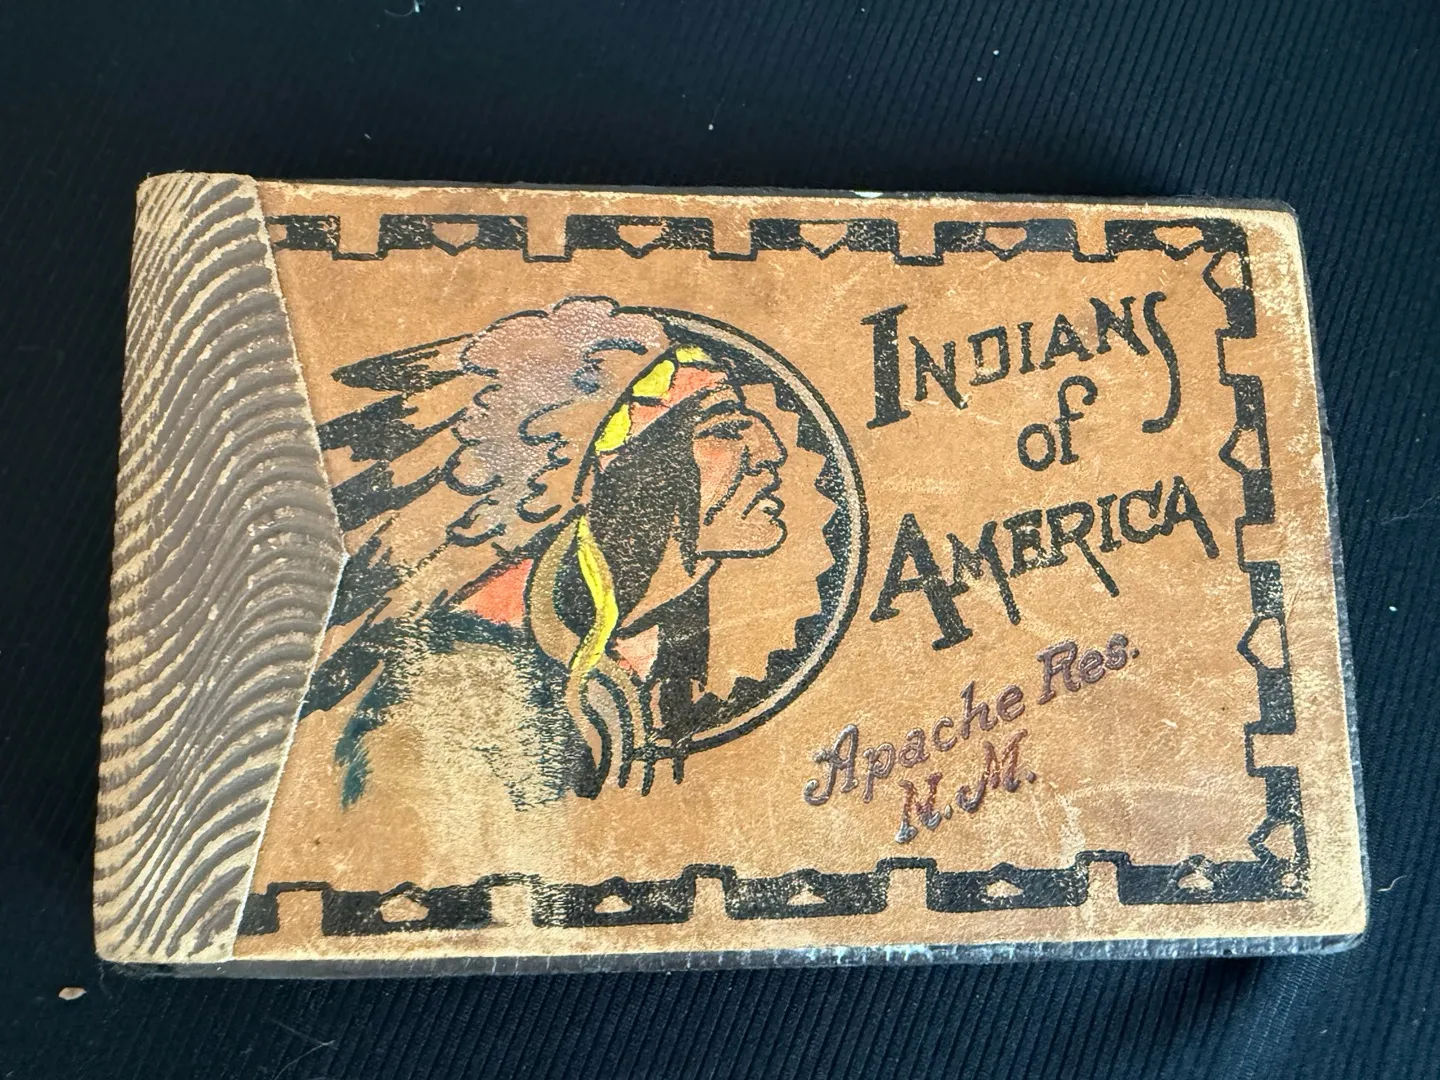 INDIANS
of
AMERICA
Apache Res.
N.M.